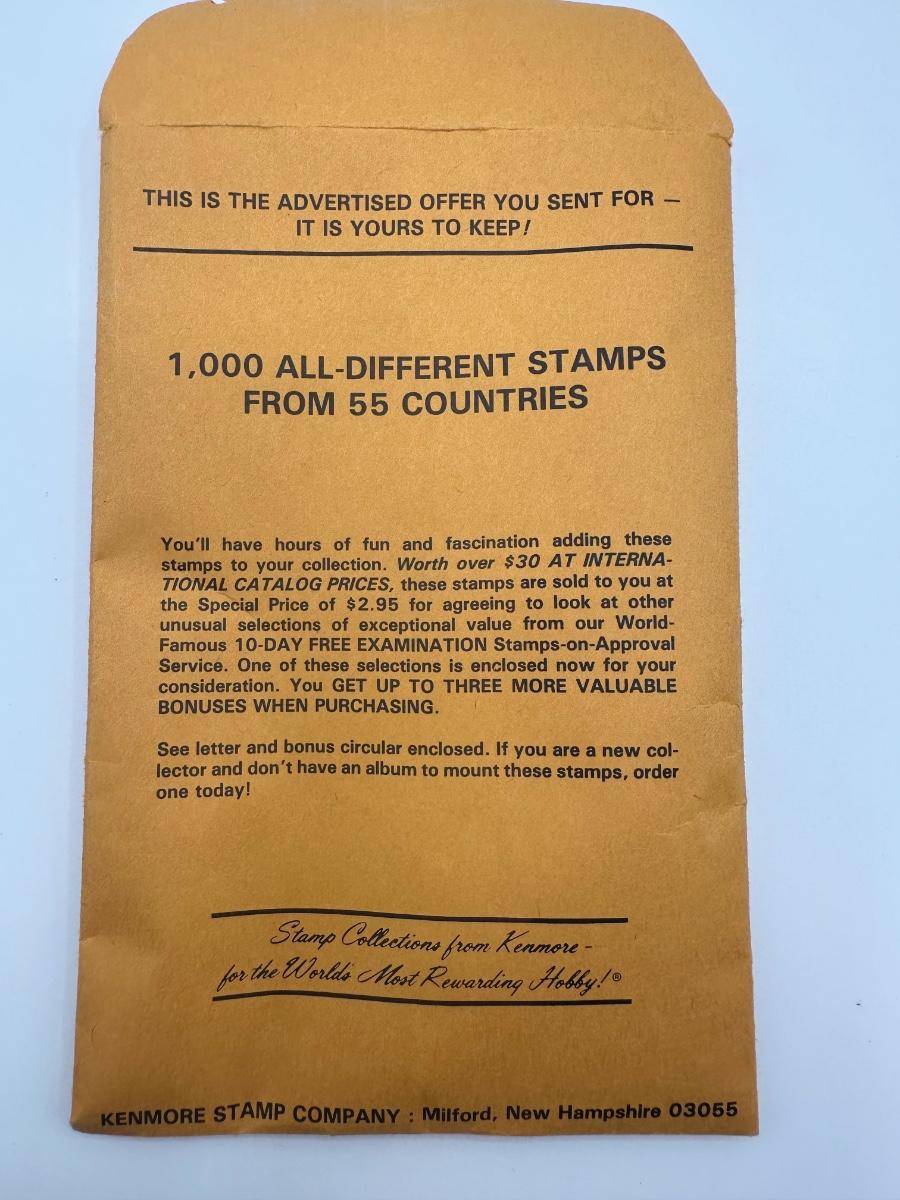 THIS IS THE ADVERTISED OFFER YOU SENT FOR —
IT IS YOURS TO KEEP!
1,000 ALL-DIFFERENT STAMPS
FROM 55 COUNTRIES
You'll have hours of fun and fascination adding these
stamps to your collection. Worth over $30 AT INTERNA-
TIONAL CATALOG PRICES, these stamps are sold to you at
the Special Price of $2.95 for agreeing to look at other
unusual selections of exceptional value from our World-
Famous 10-DAY FREE EXAMINATION Stamps-on-Approval
Service. One of these selections is enclosed now for your
consideration. You GET UP TO THREE MORE VALUABLE
BONUSES WHEN PURCHASING.
See letter and bonus circular enclosed. If you are a new col-
lector and don't have an album to mount these stamps, order
one today!
Stamp Collections from Kenmore -
for the World's Most Rewarding Hobby!®
KENMORE STAMP COMPANY : Milford, New Hampshire 03055